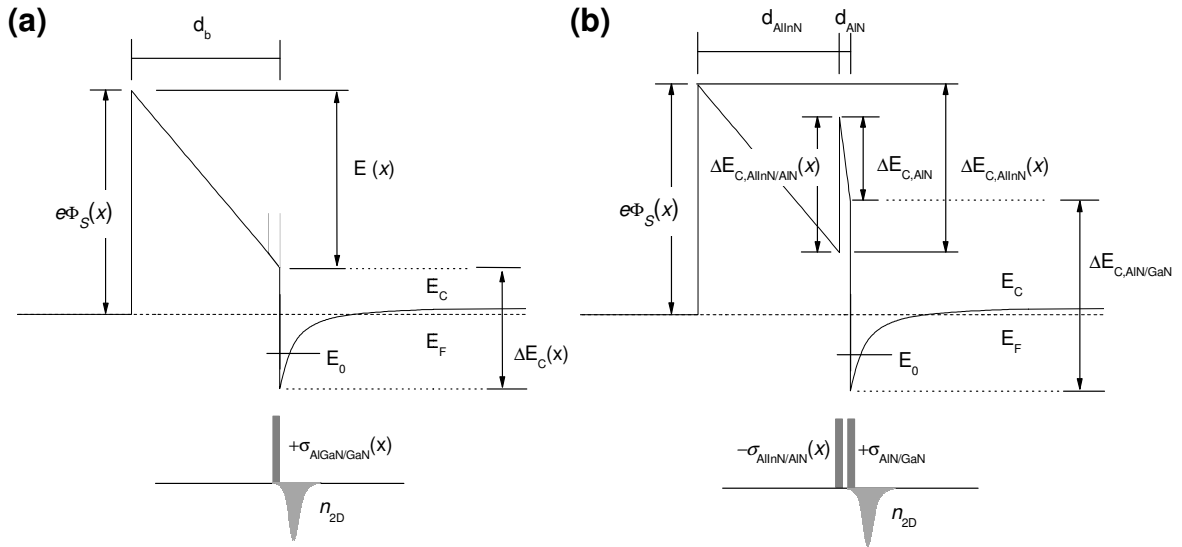 (a)
d_b
eΦ_S(x)
E (x)
E_C
E_F
E_0
ΔE_C(x)
+σ_AlGaN/GaN(x)
n_2D
(b)
d_AlInN d_AlN
eΦ_S(x)
ΔE_C,AlInN/AlN(x)
ΔE_C,AlN
ΔE_C,AlInN(x)
ΔE_C,AlN/GaN
E_C
E_F
E_0
−σ_AlInN/AlN(x)
+σ_AlN/GaN
n_2D